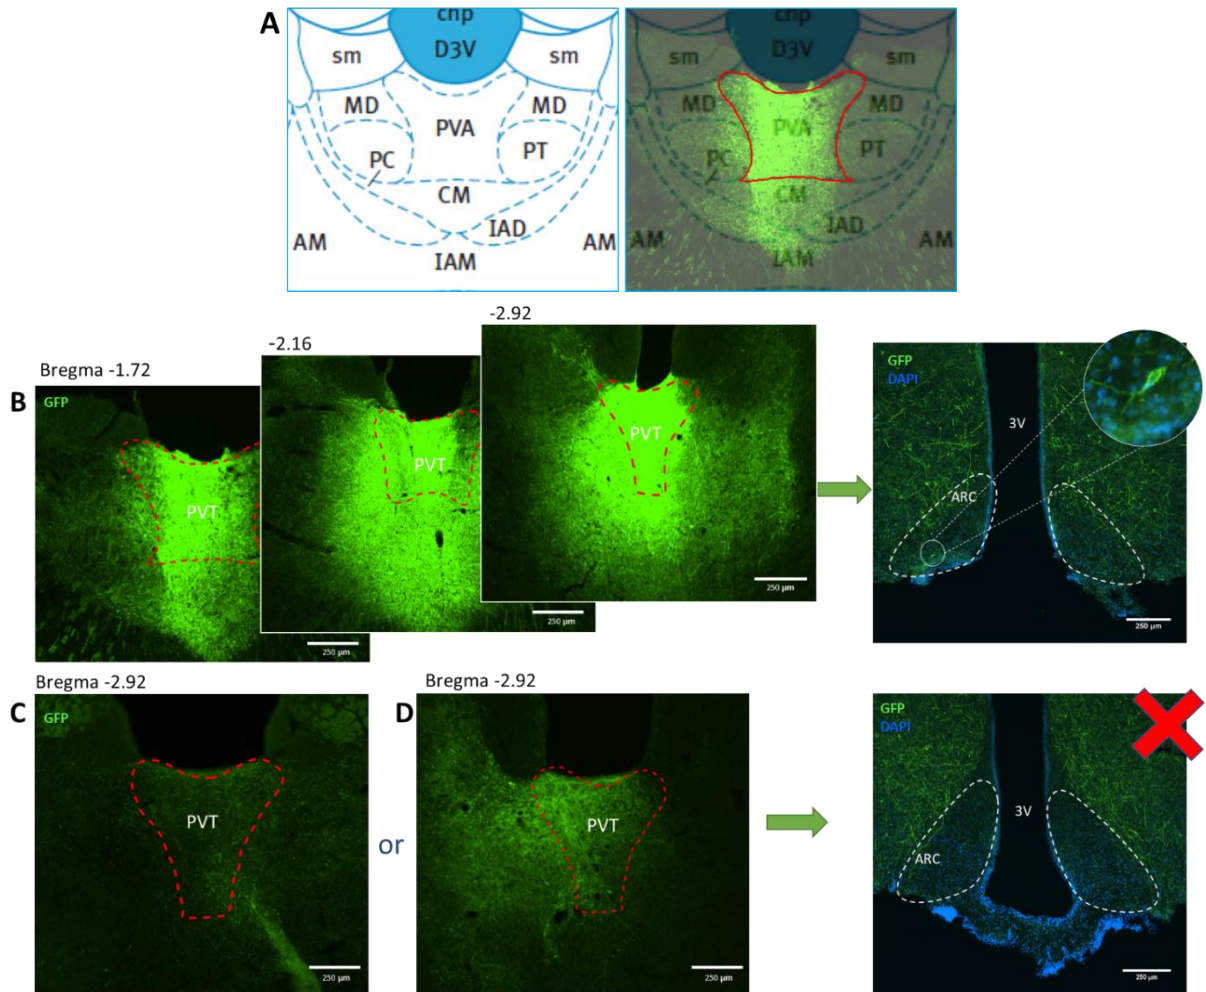 A
cnp
D3V
sm
sm
MD
MD
PVA
PC
PT
CM
IAD
AM
AM
IAM
cnp
D3V
sm
sm
MD
MD
PVA
PC
PT
CM
IAD
AM
AM
IAM
B
Bregma -1.72
GFP
PVT
250 µm
-2.16
PVT
250 µm
-2.92
PVT
250 µm
GFP
DAPI
3V
ARC
250 µm
C
Bregma -2.92
GFP
PVT
250 µm
or
D
Bregma -2.92
PVT
250 µm
GFP
DAPI
3V
ARC
250 µm